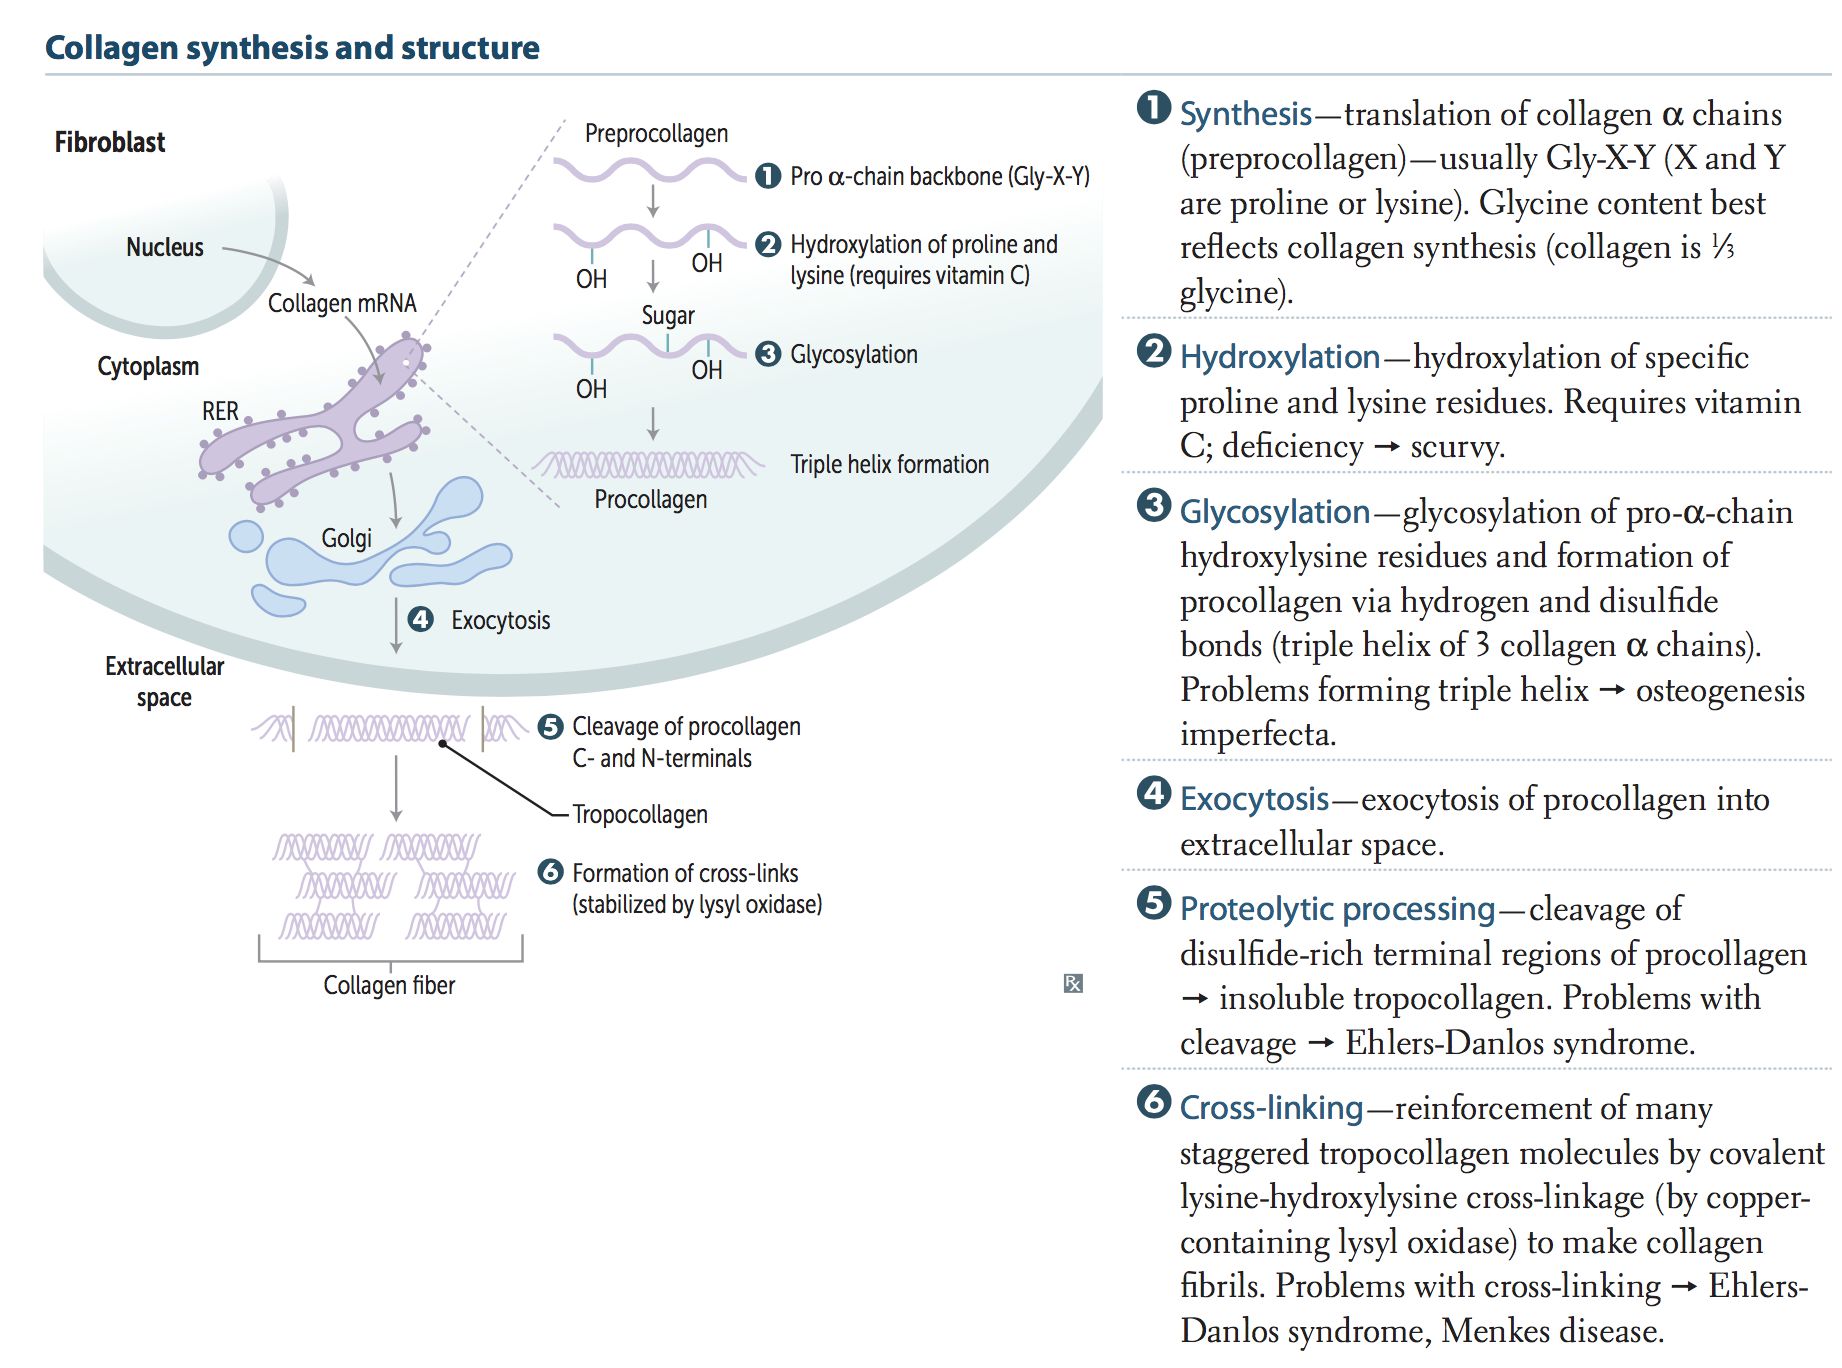 Collagen synthesis and structure
Fibroblast
Nucleus
Collagen mRNA
Cytoplasm
RER
Golgi
Preprocollagen
1 Pro α-chain backbone (Gly-X-Y)
2 Hydroxylation of proline and
lysine (requires vitamin C)
OH
OH
Sugar
3 Glycosylation
OH
OH
Triple helix formation
Procollagen
4 Exocytosis
Extracellular
space
5 Cleavage of procollagen
C- and N-terminals
Tropocollagen
6 Formation of cross-links
(stabilized by lysyl oxidase)
Collagen fiber
Rx
1 Synthesis—translation of collagen α chains
(preprocollagen)—usually Gly-X-Y (X and Y
are proline or lysine). Glycine content best
reflects collagen synthesis (collagen is ⅓
glycine).
2 Hydroxylation—hydroxylation of specific
proline and lysine residues. Requires vitamin
C; deficiency → scurvy.
3 Glycosylation—glycosylation of pro-α-chain
hydroxylysine residues and formation of
procollagen via hydrogen and disulfide
bonds (triple helix of 3 collagen α chains).
Problems forming triple helix → osteogenesis
imperfecta.
4 Exocytosis—exocytosis of procollagen into
extracellular space.
5 Proteolytic processing—cleavage of
disulfide-rich terminal regions of procollagen
→ insoluble tropocollagen. Problems with
cleavage → Ehlers-Danlos syndrome.
6 Cross-linking—reinforcement of many
staggered tropocollagen molecules by covalent
lysine-hydroxylysine cross-linkage (by copper-
containing lysyl oxidase) to make collagen
fibrils. Problems with cross-linking → Ehlers-
Danlos syndrome, Menkes disease.